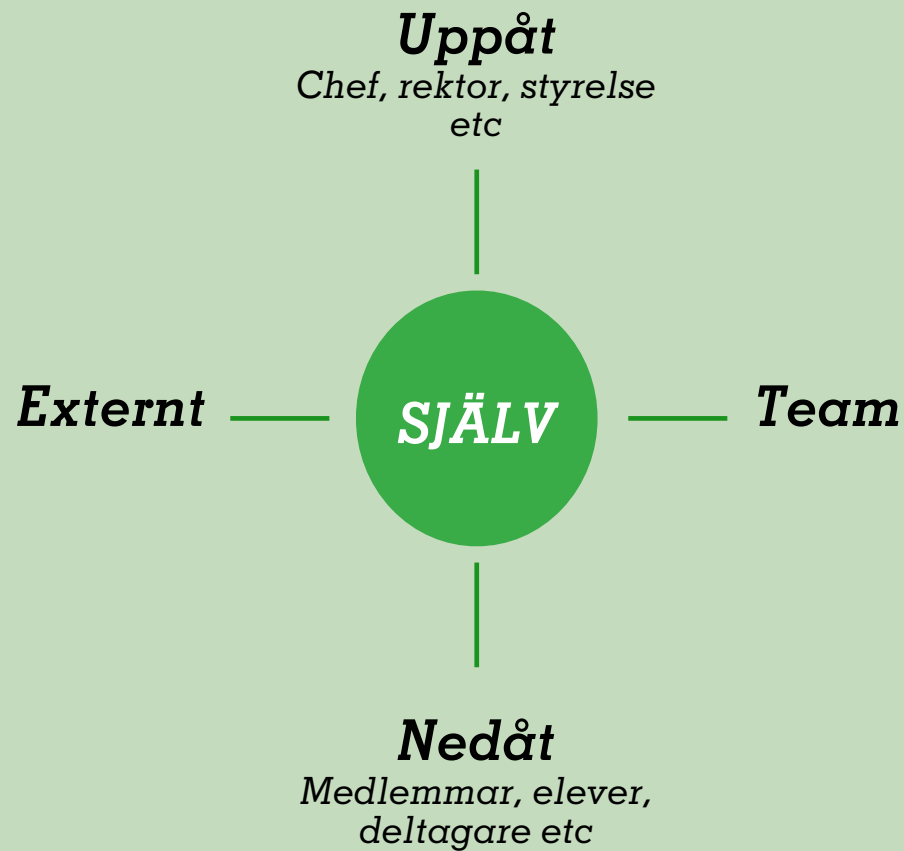 Uppåt
Chef, rektor, styrelse
etc
Externt
SJÄLV
Team
Nedåt
Medlemmar, elever,
deltagare etc